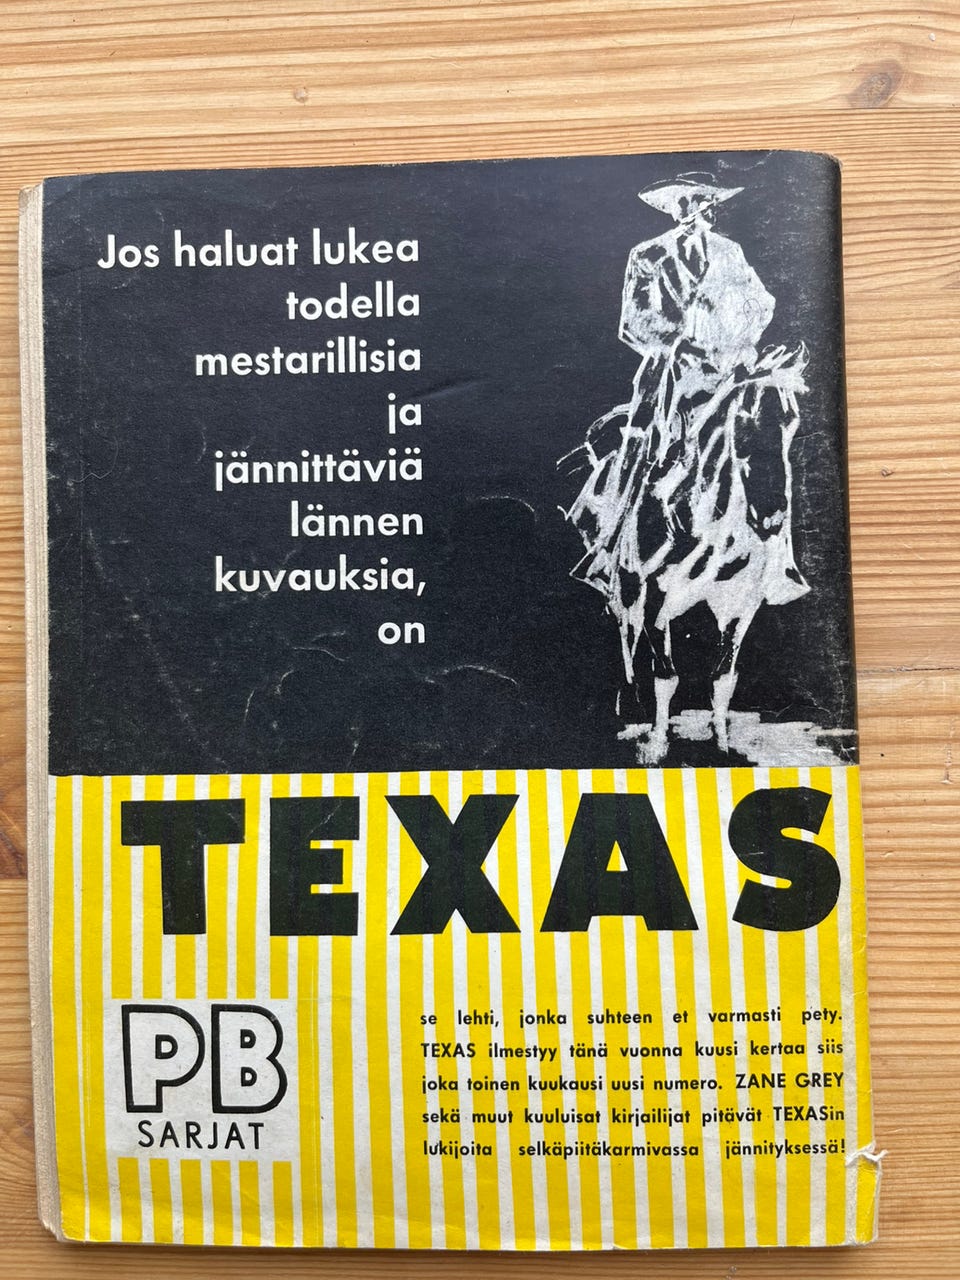 Jos haluat lukea
todella
mestarillisia
ja
jännittäviä
lännen
kuvauksia,
on
TEXAS
PB
SARJAT
se lehti, jonka suhteen et varmasti pety.
TEXAS ilmestyy tänä vuonna kuusi kertaa siis
joka toinen kuukausi uusi numero. ZANE GREY
sekä muut kuuluisat kirjailijat pitävät TEXASin
lukijoita selkäpiitäkarmivassa jännityksessä!